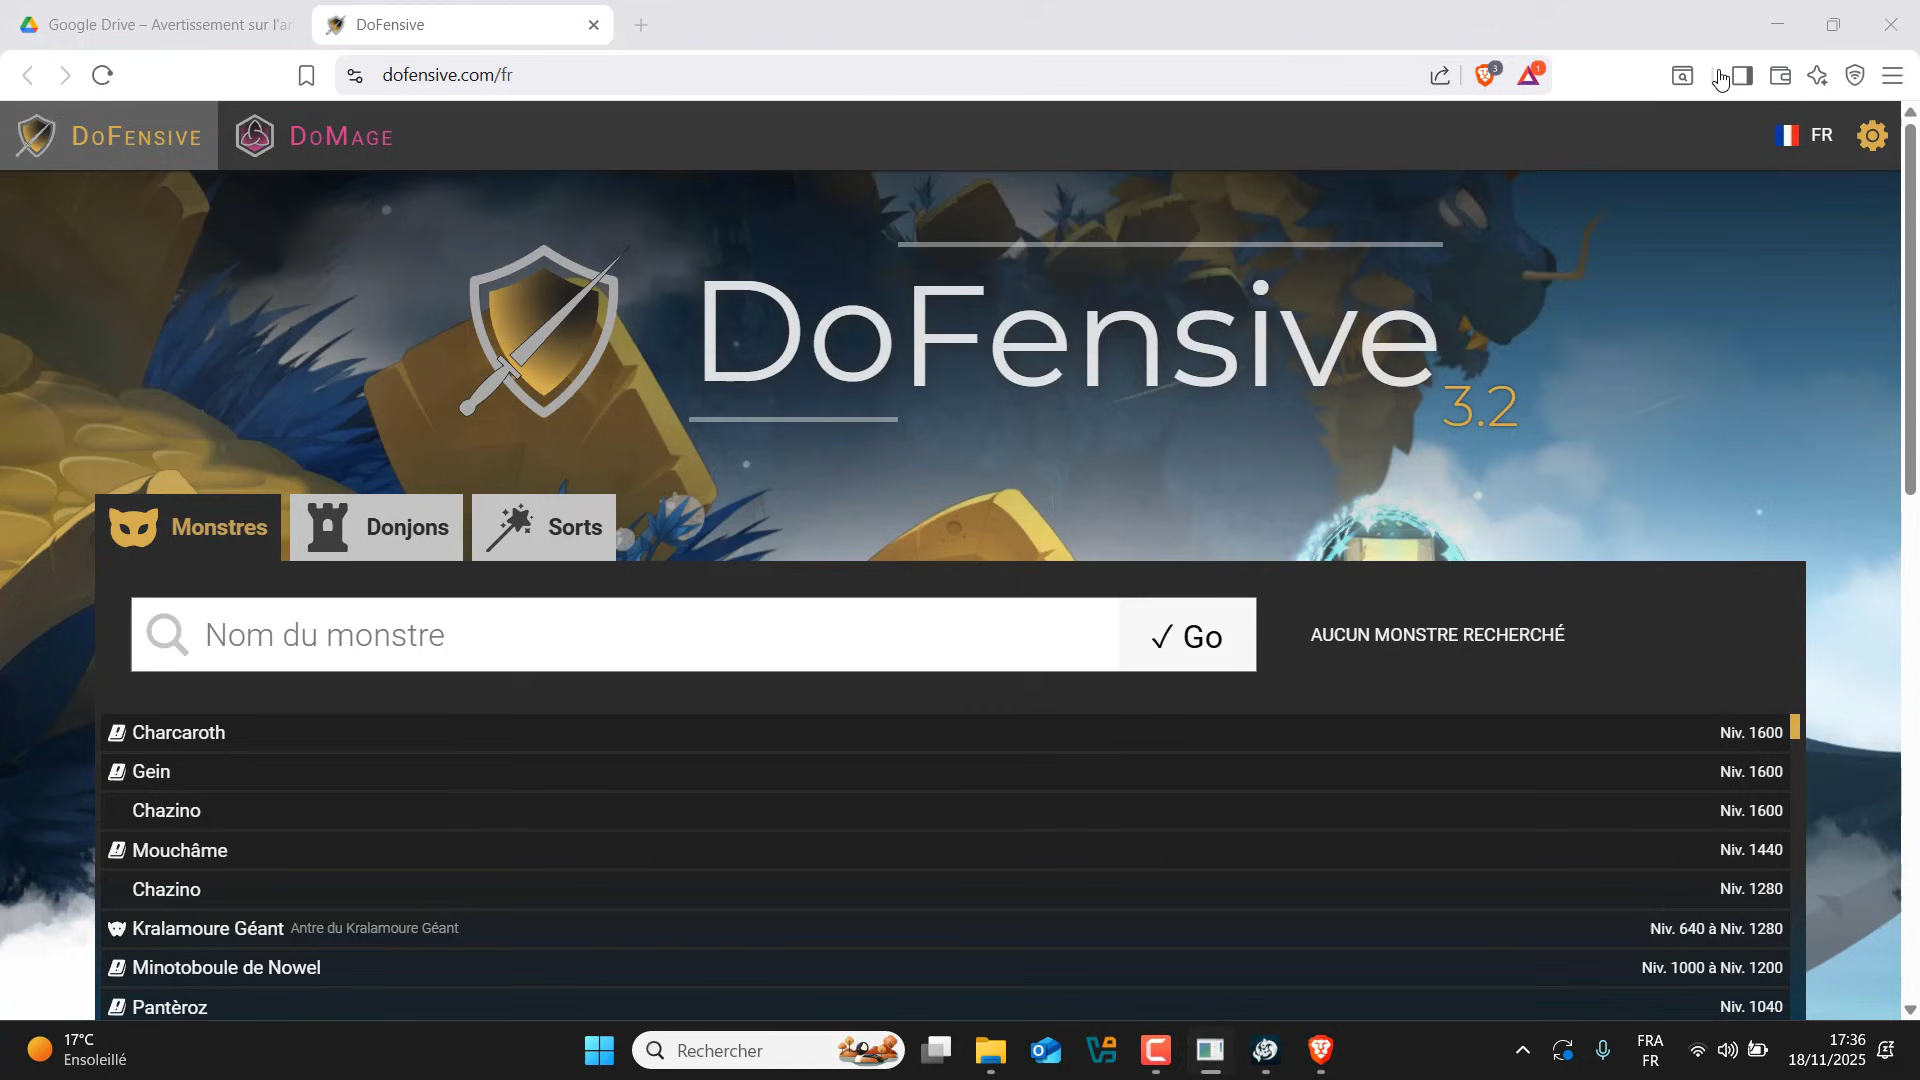 Google Drive – Avertissement sur l'a
DoFensive
dofensive.com/fr
3
1
DoFensive
DoMage
FR
DoFensive
3.2
Monstres
Donjons
Sorts
Nom du monstre
✓ Go
AUCUN MONSTRE RECHERCHÉ
Charcaroth
Niv. 1600
Gein
Niv. 1600
Chazino
Niv. 1600
Mouchâme
Niv. 1440
Chazino
Niv. 1280
Kralamoure Géant Antre du Kralamoure Géant
Niv. 640 à Niv. 1280
Minotoboule de Nowel
Niv. 1000 à Niv. 1200
Pantèroz
Niv. 1040
17°C
Ensoleillé
Rechercher
FRA
FR
17:36
18/11/2025